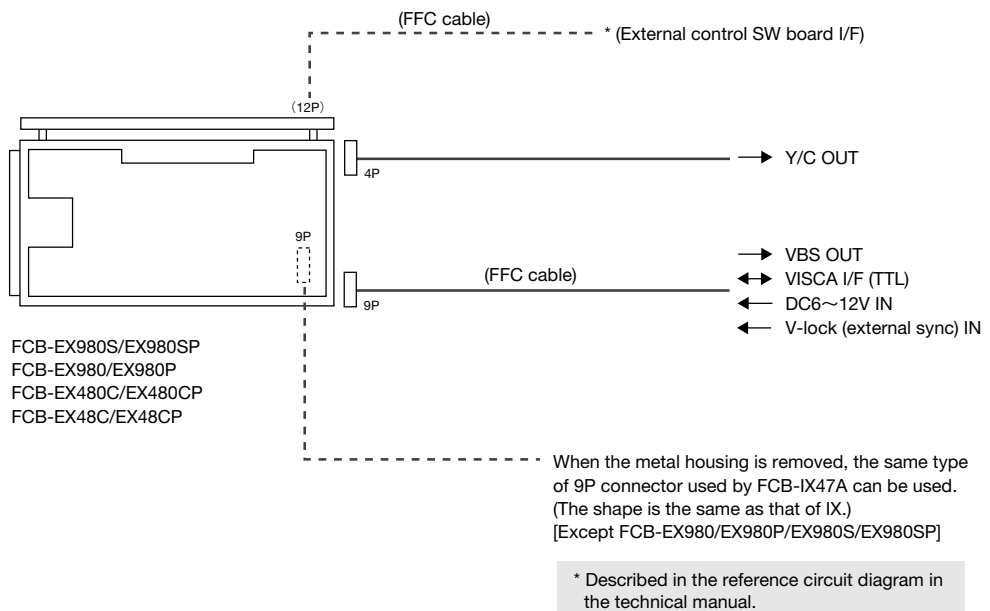 (FFC cable)
* (External control SW board I/F)
(12P)
4P
Y/C OUT
9P
(FFC cable)
9P
VBS OUT
VISCA I/F (TTL)
DC6～12V IN
V-lock (external sync) IN
FCB-EX980S/EX980SP
FCB-EX980/EX980P
FCB-EX480C/EX480CP
FCB-EX48C/EX48CP
When the metal housing is removed, the same type
of 9P connector used by FCB-IX47A can be used.
(The shape is the same as that of IX.)
[Except FCB-EX980/EX980P/EX980S/EX980SP]
* Described in the reference circuit diagram in
the technical manual.